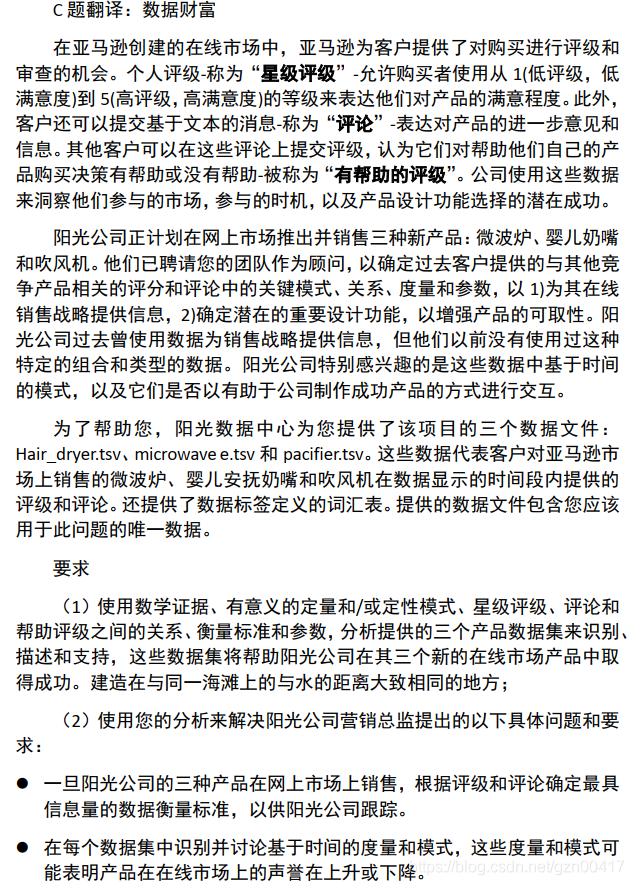 C 题翻译：数据财富
在亚马逊创建的在线市场中，亚马逊为客户提供了对购买进行评级和
审查的机会。个人评级-称为“星级评级”-允许购买者使用从 1(低评级，低
满意度)到 5(高评级，高满意度)的等级来表达他们对产品的满意程度。此外，
客户还可以提交基于文本的消息-称为“评论”-表达对产品的进一步意见和
信息。其他客户可以在这些评论上提交评级，认为它们对帮助他们自己的产
品购买决策有帮助或没有帮助-被称为“有帮助的评级”。公司使用这些数据
来洞察他们参与的市场，参与的时机，以及产品设计功能选择的潜在成功。
阳光公司正计划在网上市场推出并销售三种新产品：微波炉、婴儿奶嘴
和吹风机。他们已聘请您的团队作为顾问，以确定过去客户提供的与其他竞
争产品相关的评分和评论中的关键模式、关系、度量和参数，以 1)为其在线
销售战略提供信息，2)确定潜在的重要设计功能，以增强产品的可取性。阳
光公司过去曾使用数据为销售战略提供信息，但他们以前没有使用过这种
特定的组合和类型的数据。阳光公司特别感兴趣的是这些数据中基于时间
的模式，以及它们是否以有助于公司制作成功产品的方式进行交互。
为了帮助您，阳光数据中心为您提供了该项目的三个数据文件：
Hair_dryer.tsv、microwave e.tsv 和 pacifier.tsv。这些数据代表客户对亚马逊市
场上销售的微波炉、婴儿安抚奶嘴和吹风机在数据显示的时间段内提供的
评级和评论。还提供了数据标签定义的词汇表。提供的数据文件包含您应该
用于此问题的唯一数据。
要求
（1）使用数学证据、有意义的定量和/或定性模式、星级评级、评论和
帮助评级之间的关系、衡量标准和参数，分析提供的三个产品数据集来识别、
描述和支持，这些数据集将帮助阳光公司在其三个新的在线市场产品中取
得成功。建造在与同一海滩上的与水的距离大致相同的地方；
（2）使用您的分析来解决阳光公司营销总监提出的以下具体问题和要
求：
● 一旦阳光公司的三种产品在网上市场上销售，根据评级和评论确定最具
信息量的数据衡量标准，以供阳光公司跟踪。
● 在每个数据集中识别并讨论基于时间的度量和模式，这些度量和模式可
能表明产品在在线市场上的声誉在上升或下降。
https://blog.csdn.net/gzn00417